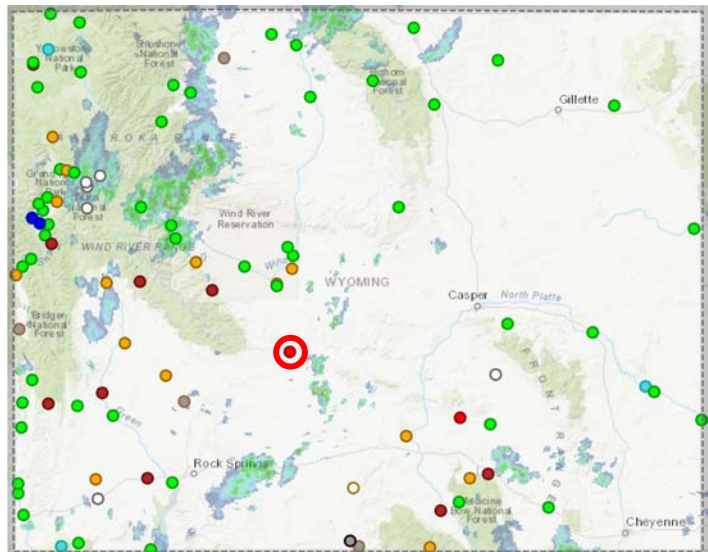 Yellowstone
National
Park
Shoshone
National
Forest
Bighorn
National
Forest
Gillette
ABSAROKA RANGE
Grand
National
Park
National
Forest
Wind River
Reservation
WIND RIVER RANGE
Wind
WYOMING
Casper
North Platte
Bridger
National
Forest
FRONT RANGE
Green
Rock Springs
Medicine
Bow National
Forest
Cheyenne